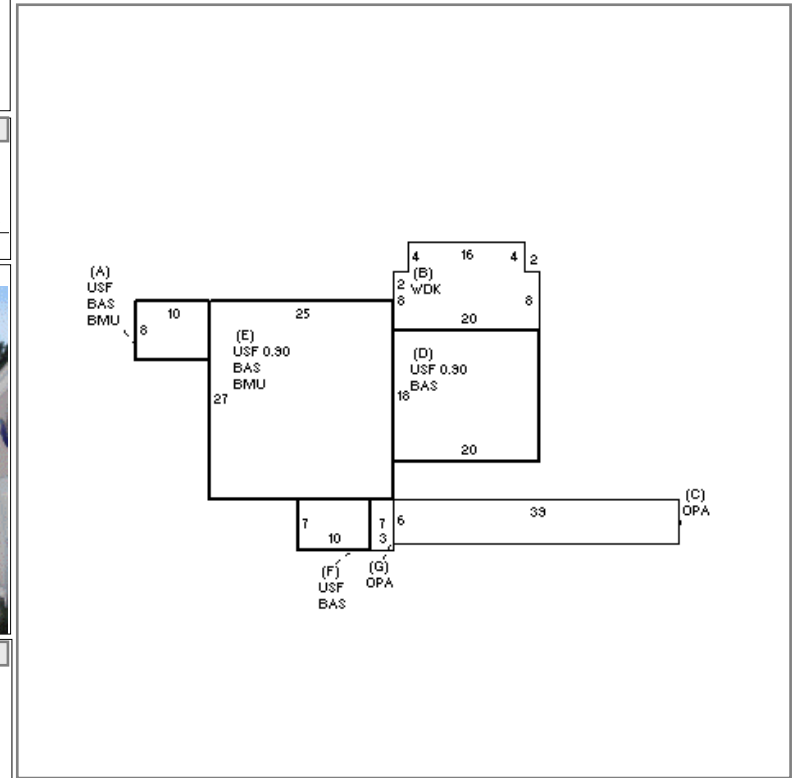 4 16 4 2
(A)
USF
BAS
BMU
2 (B)
WDK
8 8
20
10
8
25
(E)
USF 0.90
BAS
BMU
27
(D)
USF 0.90
BAS
18
20
(C)
OPA
39
6
7
10
7
3
(F)
USF
BAS
(G)
OPA